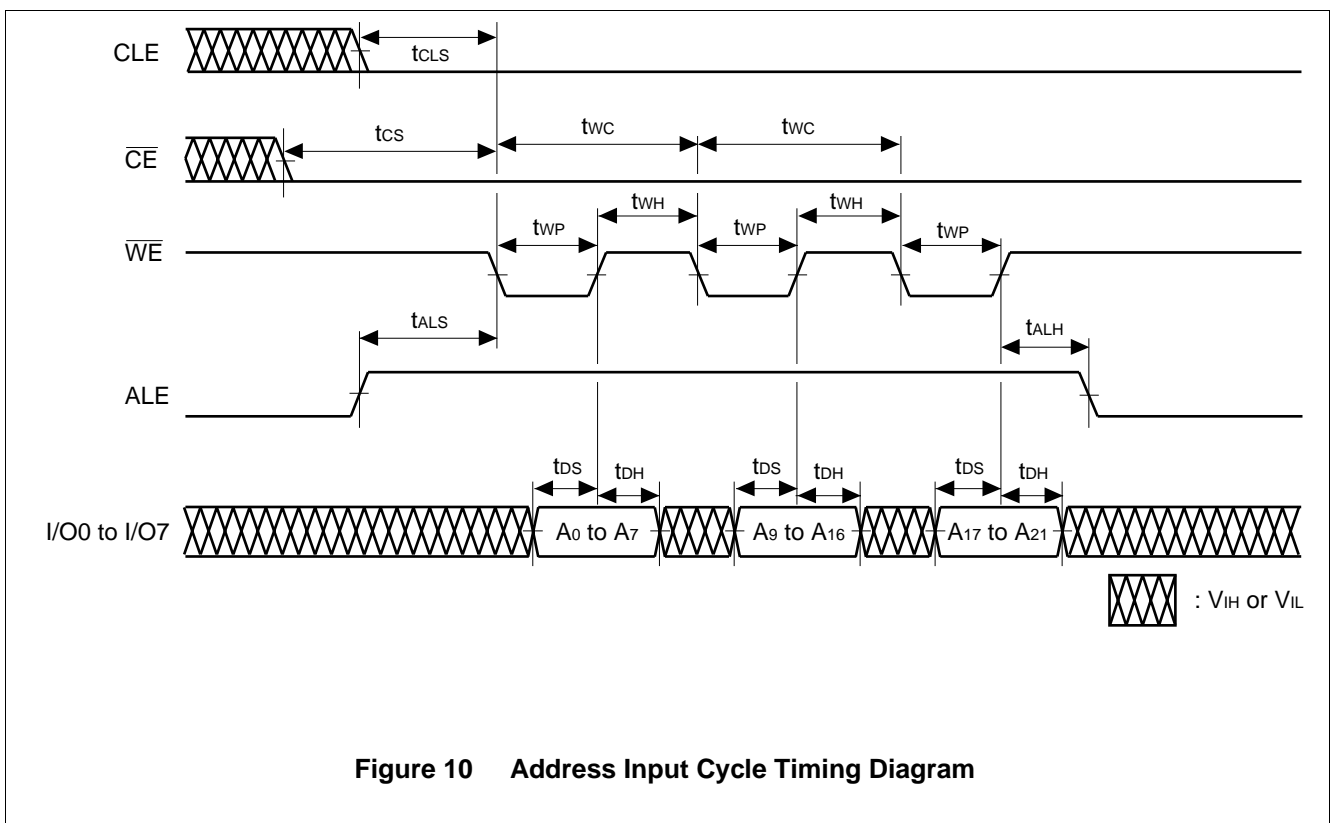 CLE
tCLS
CE
tCS
tWC
tWC
WE
tWP
tWH
tWP
tWH
tWP
ALE
tALS
tALH
I/O0 to I/O7
tDS
tDH
tDS
tDH
tDS
tDH
A0 to A7
A9 to A16
A17 to A21
: VIH or VIL
Figure 10 Address Input Cycle Timing Diagram